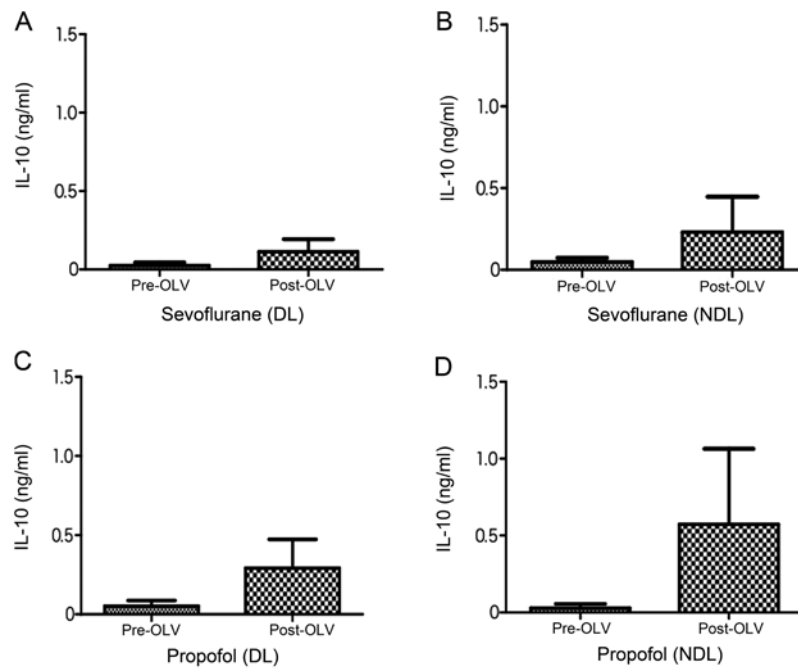 A
IL-10 (ng/ml)
1.5
1.0
0.5
0
Pre-OLV Post-OLV
Sevoflurane (DL)
B
IL-10 (ng/ml)
1.5
1.0
0.5
0
Pre-OLV Post-OLV
Sevoflurane (NDL)
C
IL-10 (ng/ml)
1.5
1.0
0.5
0
Pre-OLV Post-OLV
Propofol (DL)
D
IL-10 (ng/ml)
1.5
1.0
0.5
0
Pre-OLV Post-OLV
Propofol (NDL)